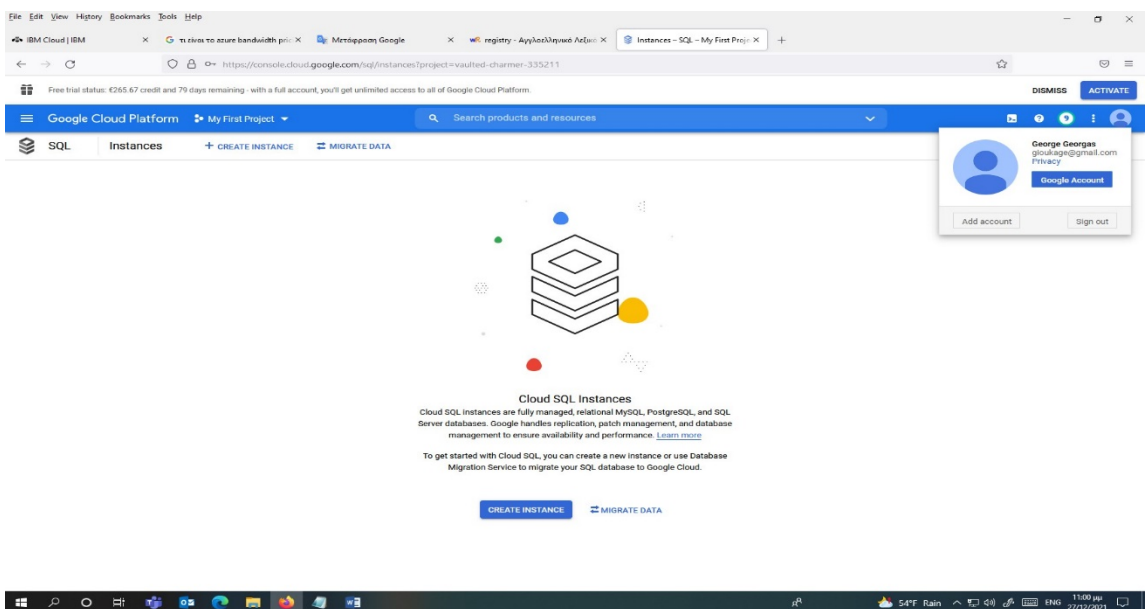 File Edit View History Bookmarks Tools Help
IBM Cloud | IBM
τι είναι το azure bandwidth pric
Μετάφραση Google
registry - Αγγλοελληνικό Λεξικό
Instances – SQL – My First Proje
https://console.cloud.google.com/sql/instances?project=vaulted-charmer-335211
Free trial status: €265.67 credit and 79 days remaining - with a full account, you'll get unlimited access to all of Google Cloud Platform.
DISMISS ACTIVATE
Google Cloud Platform My First Project Search products and resources
SQL Instances CREATE INSTANCE MIGRATE DATA
George Georgas
gioukage@gmail.com
Privacy
Google Account
Add account Sign out
Cloud SQL Instances
Cloud SQL instances are fully managed, relational MySQL, PostgreSQL, and SQL
Server databases. Google handles replication, patch management, and database
management to ensure availability and performance. Learn more
To get started with Cloud SQL, you can create a new instance or use Database
Migration Service to migrate your SQL database to Google Cloud.
CREATE INSTANCE MIGRATE DATA
54°F Rain ENG 11:00 μμ
27/12/2021